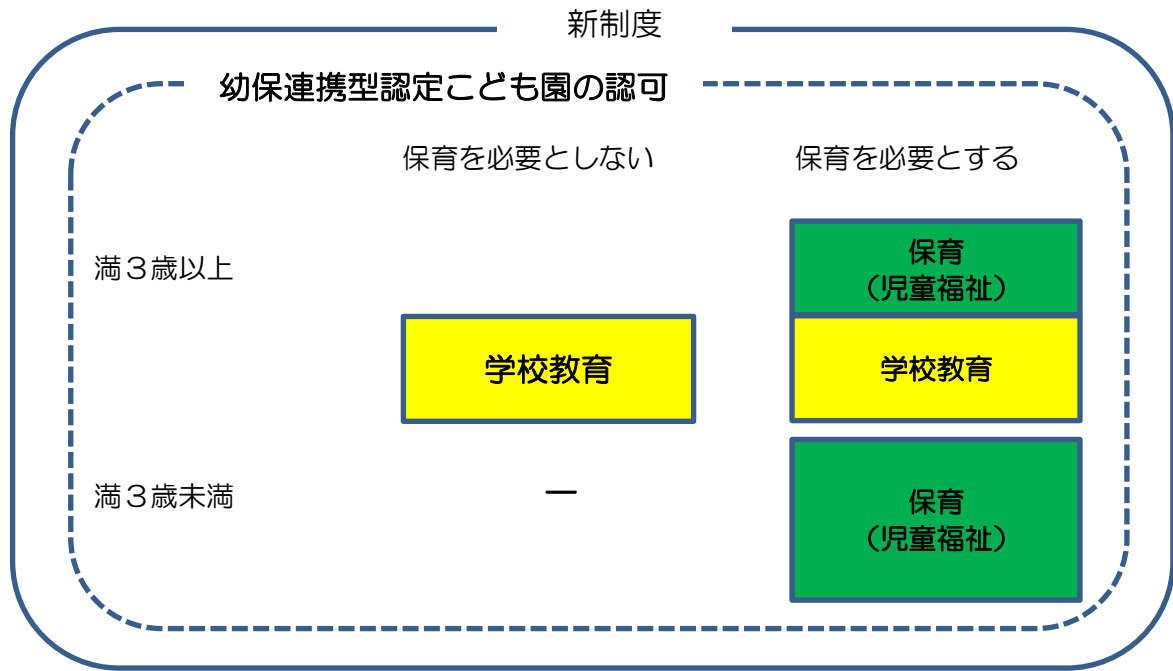 新制度
幼保連携型認定こども園の認可
保育を必要としない
保育を必要とする
満３歳以上
保育
（児童福祉）
学校教育
学校教育
満３歳未満
―
保育
（児童福祉）